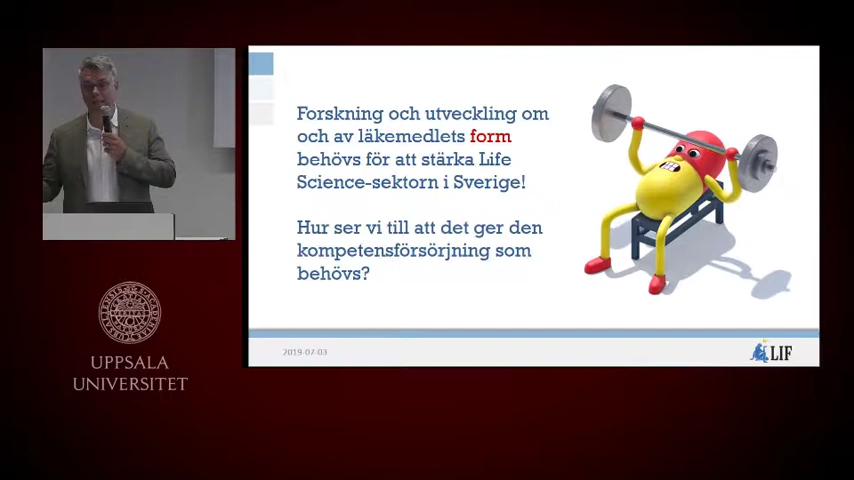 Forskning och utveckling om
och av läkemedlets form
behövs för att stärka Life
Science-sektorn i Sverige!
Hur ser vi till att det ger den
kompetensförsörjning som
behövs?
2019-07-03
LIF
UPPSALA
UNIVERSITET